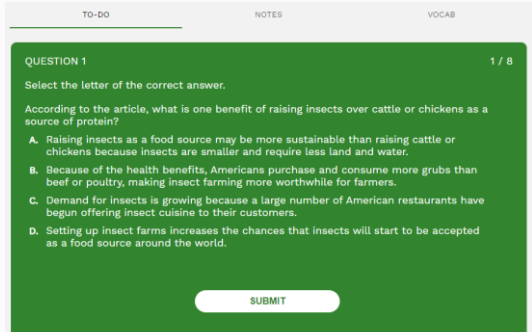 TO-DO NOTES VOCAB
QUESTION 1 1 / 8
Select the letter of the correct answer.
According to the article, what is one benefit of raising insects over cattle or chickens as a
source of protein?
A. Raising insects as a food source may be more sustainable than raising cattle or
chickens because insects are smaller and require less land and water.
B. Because of the health benefits, Americans purchase and consume more grubs than
beef or poultry, making insect farming more worthwhile for farmers.
C. Demand for insects is growing because a large number of American restaurants have
begun offering insect cuisine to their customers.
D. Setting up insect farms increases the chances that insects will start to be accepted
as a food source around the world.
SUBMIT